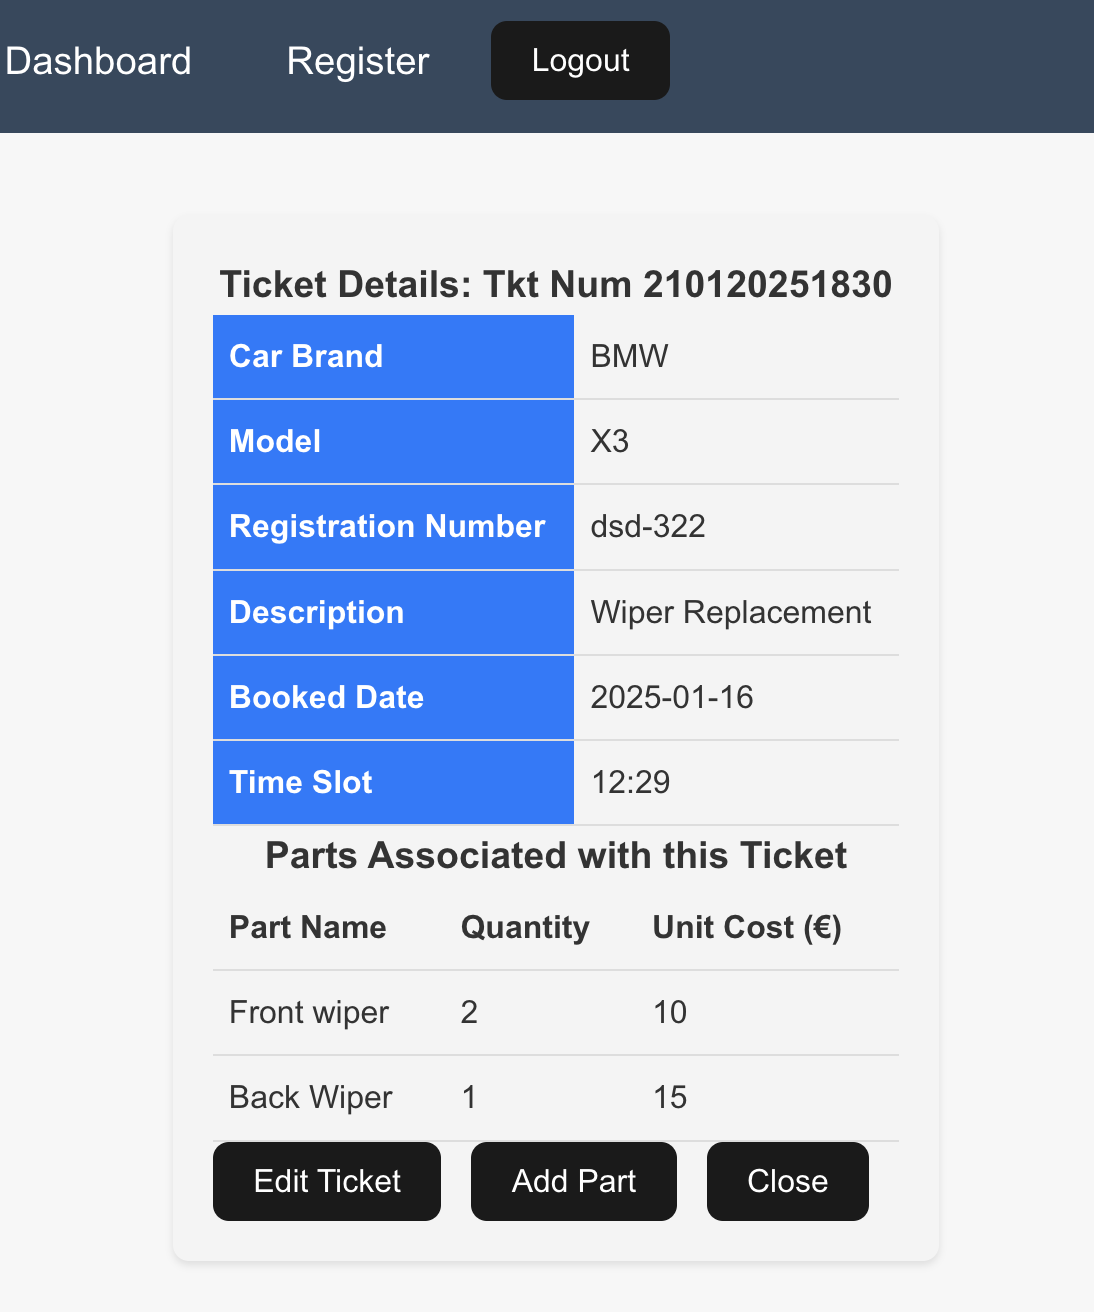 Dashboard Register Logout
Ticket Details: Tkt Num 210120251830
Car Brand BMW
Model X3
Registration Number dsd-322
Description Wiper Replacement
Booked Date 2025-01-16
Time Slot 12:29
Parts Associated with this Ticket
Part Name Quantity Unit Cost (€)
Front wiper 2 10
Back Wiper 1 15
Edit Ticket Add Part Close